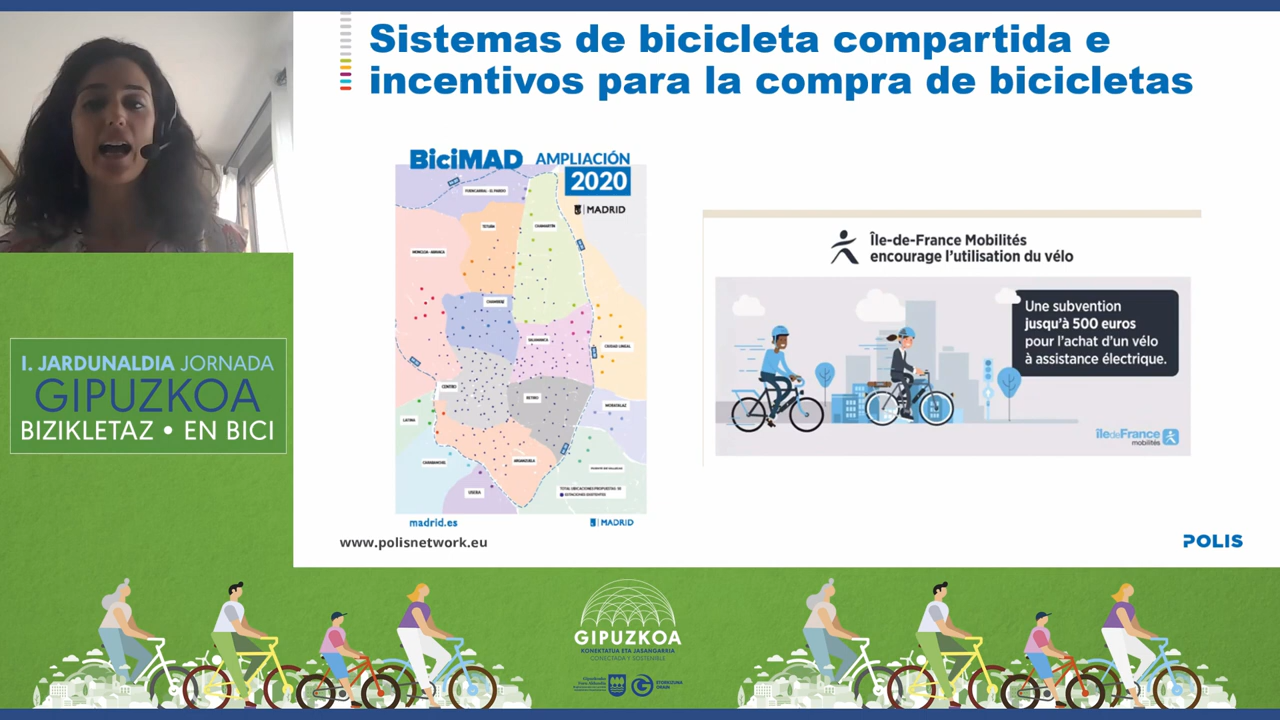 Sistemas de bicicleta compartida e
incentivos para la compra de bicicletas
BiciMAD AMPLIACIÓN
2020
MADRID
FUENCARRAL - EL PARDO
TETUÁN
CHAMARTÍN
MONCLOA - ARAVACA
CHAMBERÍ
SALAMANCA
CIUDAD LINEAL
CENTRO
RETIRO
MORATALAZ
LATINA
CARABANCHEL
ARGANZUELA
USERA
madrid.es
MADRID
Île-de-France Mobilités
encourage l'utilisation du vélo
Une subvention
jusqu'à 500 euros
pour l'achat d'un vélo
à assistance électrique.
îledeFrance
mobilités
www.polisnetwork.eu
POLIS
I. JARDUNALDIA JORNADA
GIPUZKOA
BIZIKLETAZ • EN BICI
GIPUZKOA
KONEKTATUA ETA JASANGARRIA
CONECTADA Y SOSTENIBLE